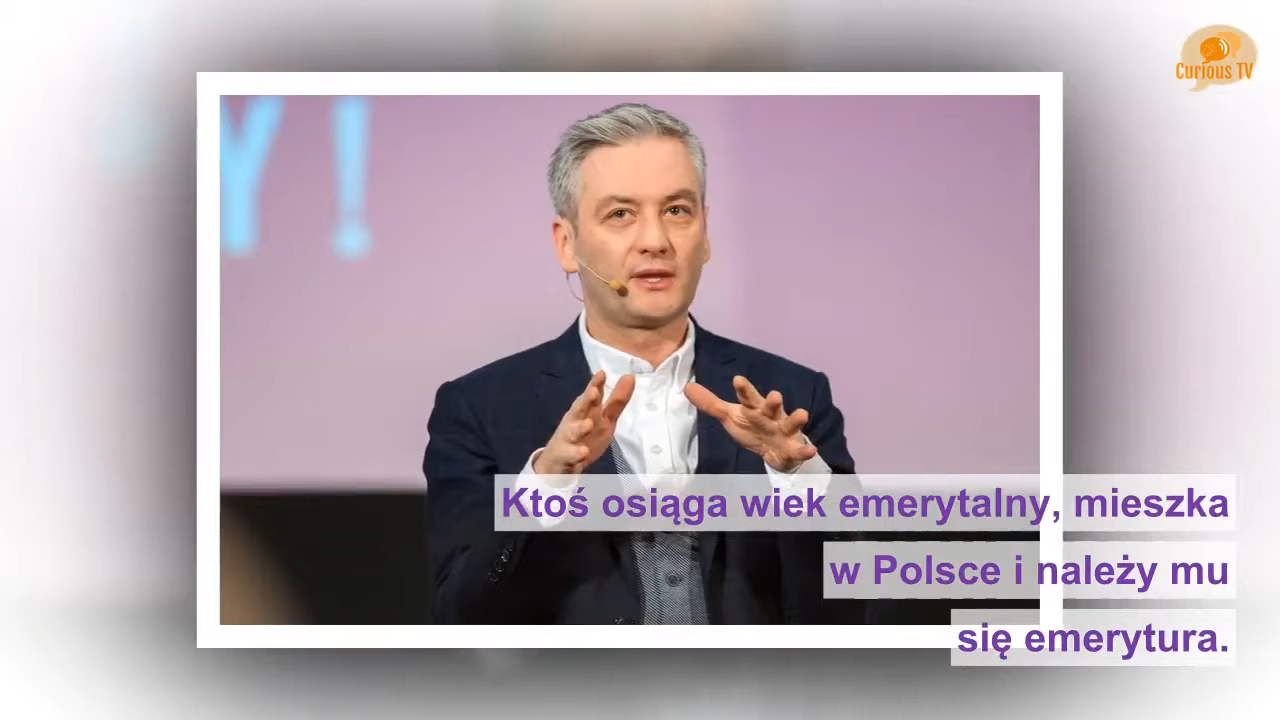 Curious TV
Y!
Ktoś osiąga wiek emerytalny, mieszka
w Polsce i należy mu
się emerytura.